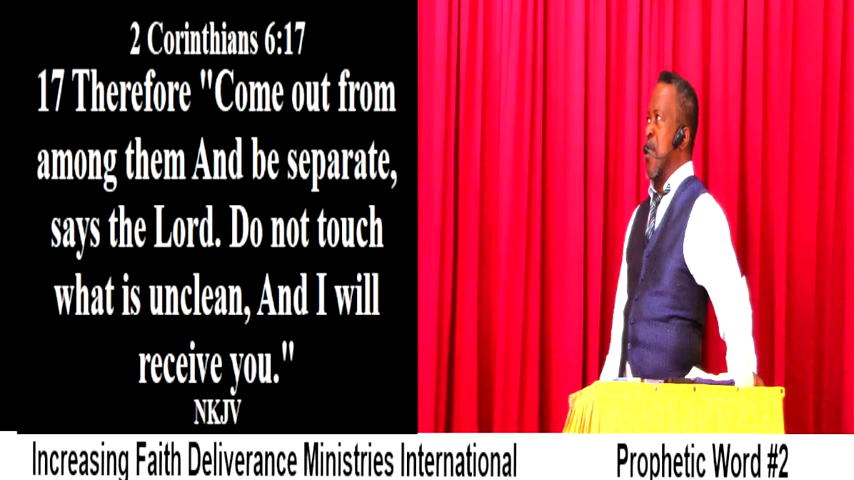 2 Corinthians 6:17
17 Therefore "Come out from
among them And be separate,
says the Lord. Do not touch
what is unclean, And I will
receive you."
NKJV
Increasing Faith Deliverance Ministries International
Prophetic Word #2